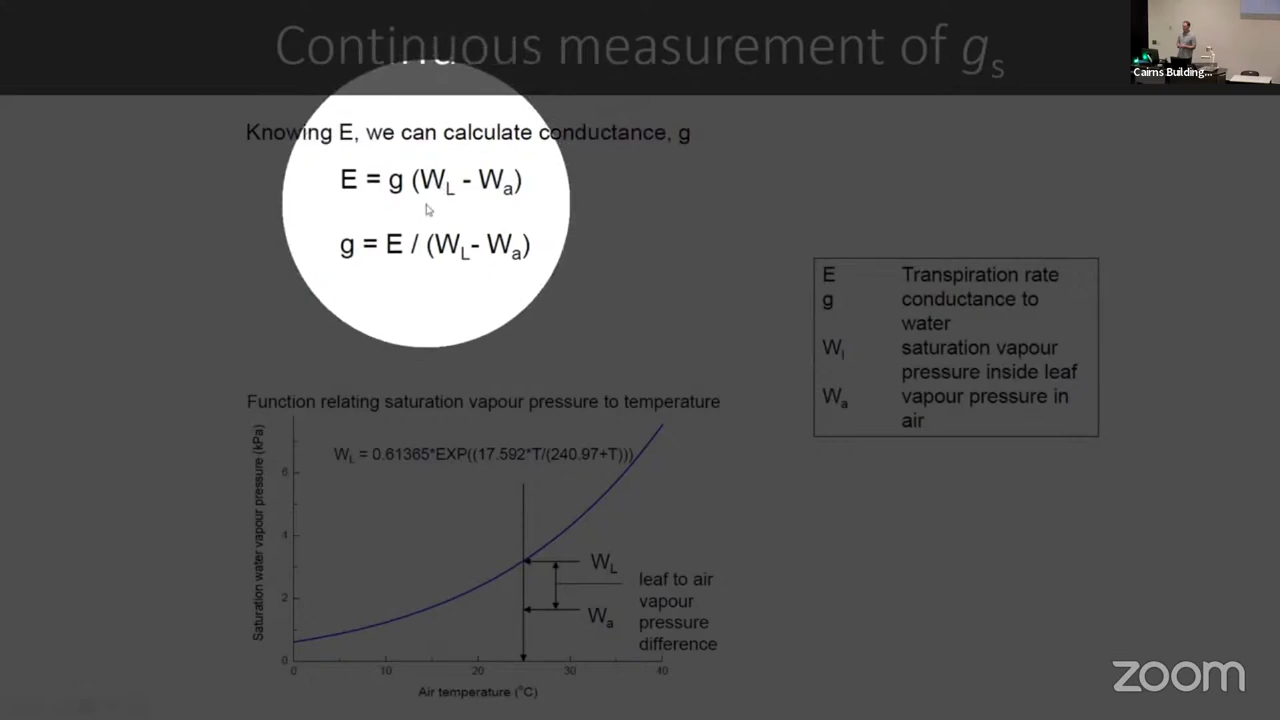 Continuous measurement of gs
Cairns Building...
Knowing E, we can calculate conductance, g
E = g (WL - Wa)
g = E / (WL- Wa)
E Transpiration rate
g conductance to
water
Wl saturation vapour
pressure inside leaf
Wa vapour pressure in
air
Function relating saturation vapour pressure to temperature
WL = 0.61365*EXP((17.592*T/(240.97+T)))
Saturation water vapour pressure (kPa)
6
4
2
0
WL
Wa
leaf to air
vapour
pressure
difference
0 10 20 30 40
Air temperature (°C)
zoom